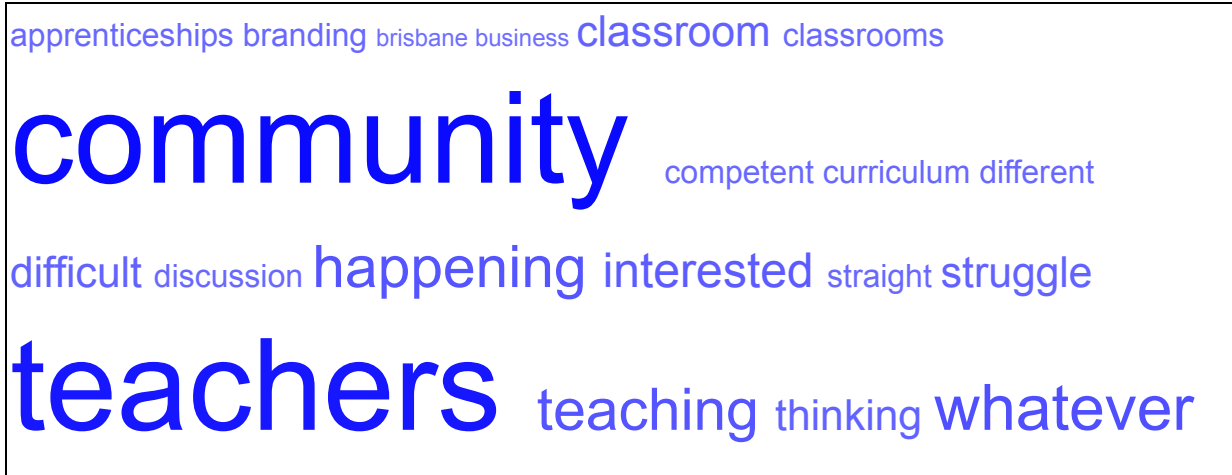 apprenticeships branding brisbane business classroom classrooms
community competent curriculum different
difficult discussion happening interested straight struggle
teachers teaching thinking whatever